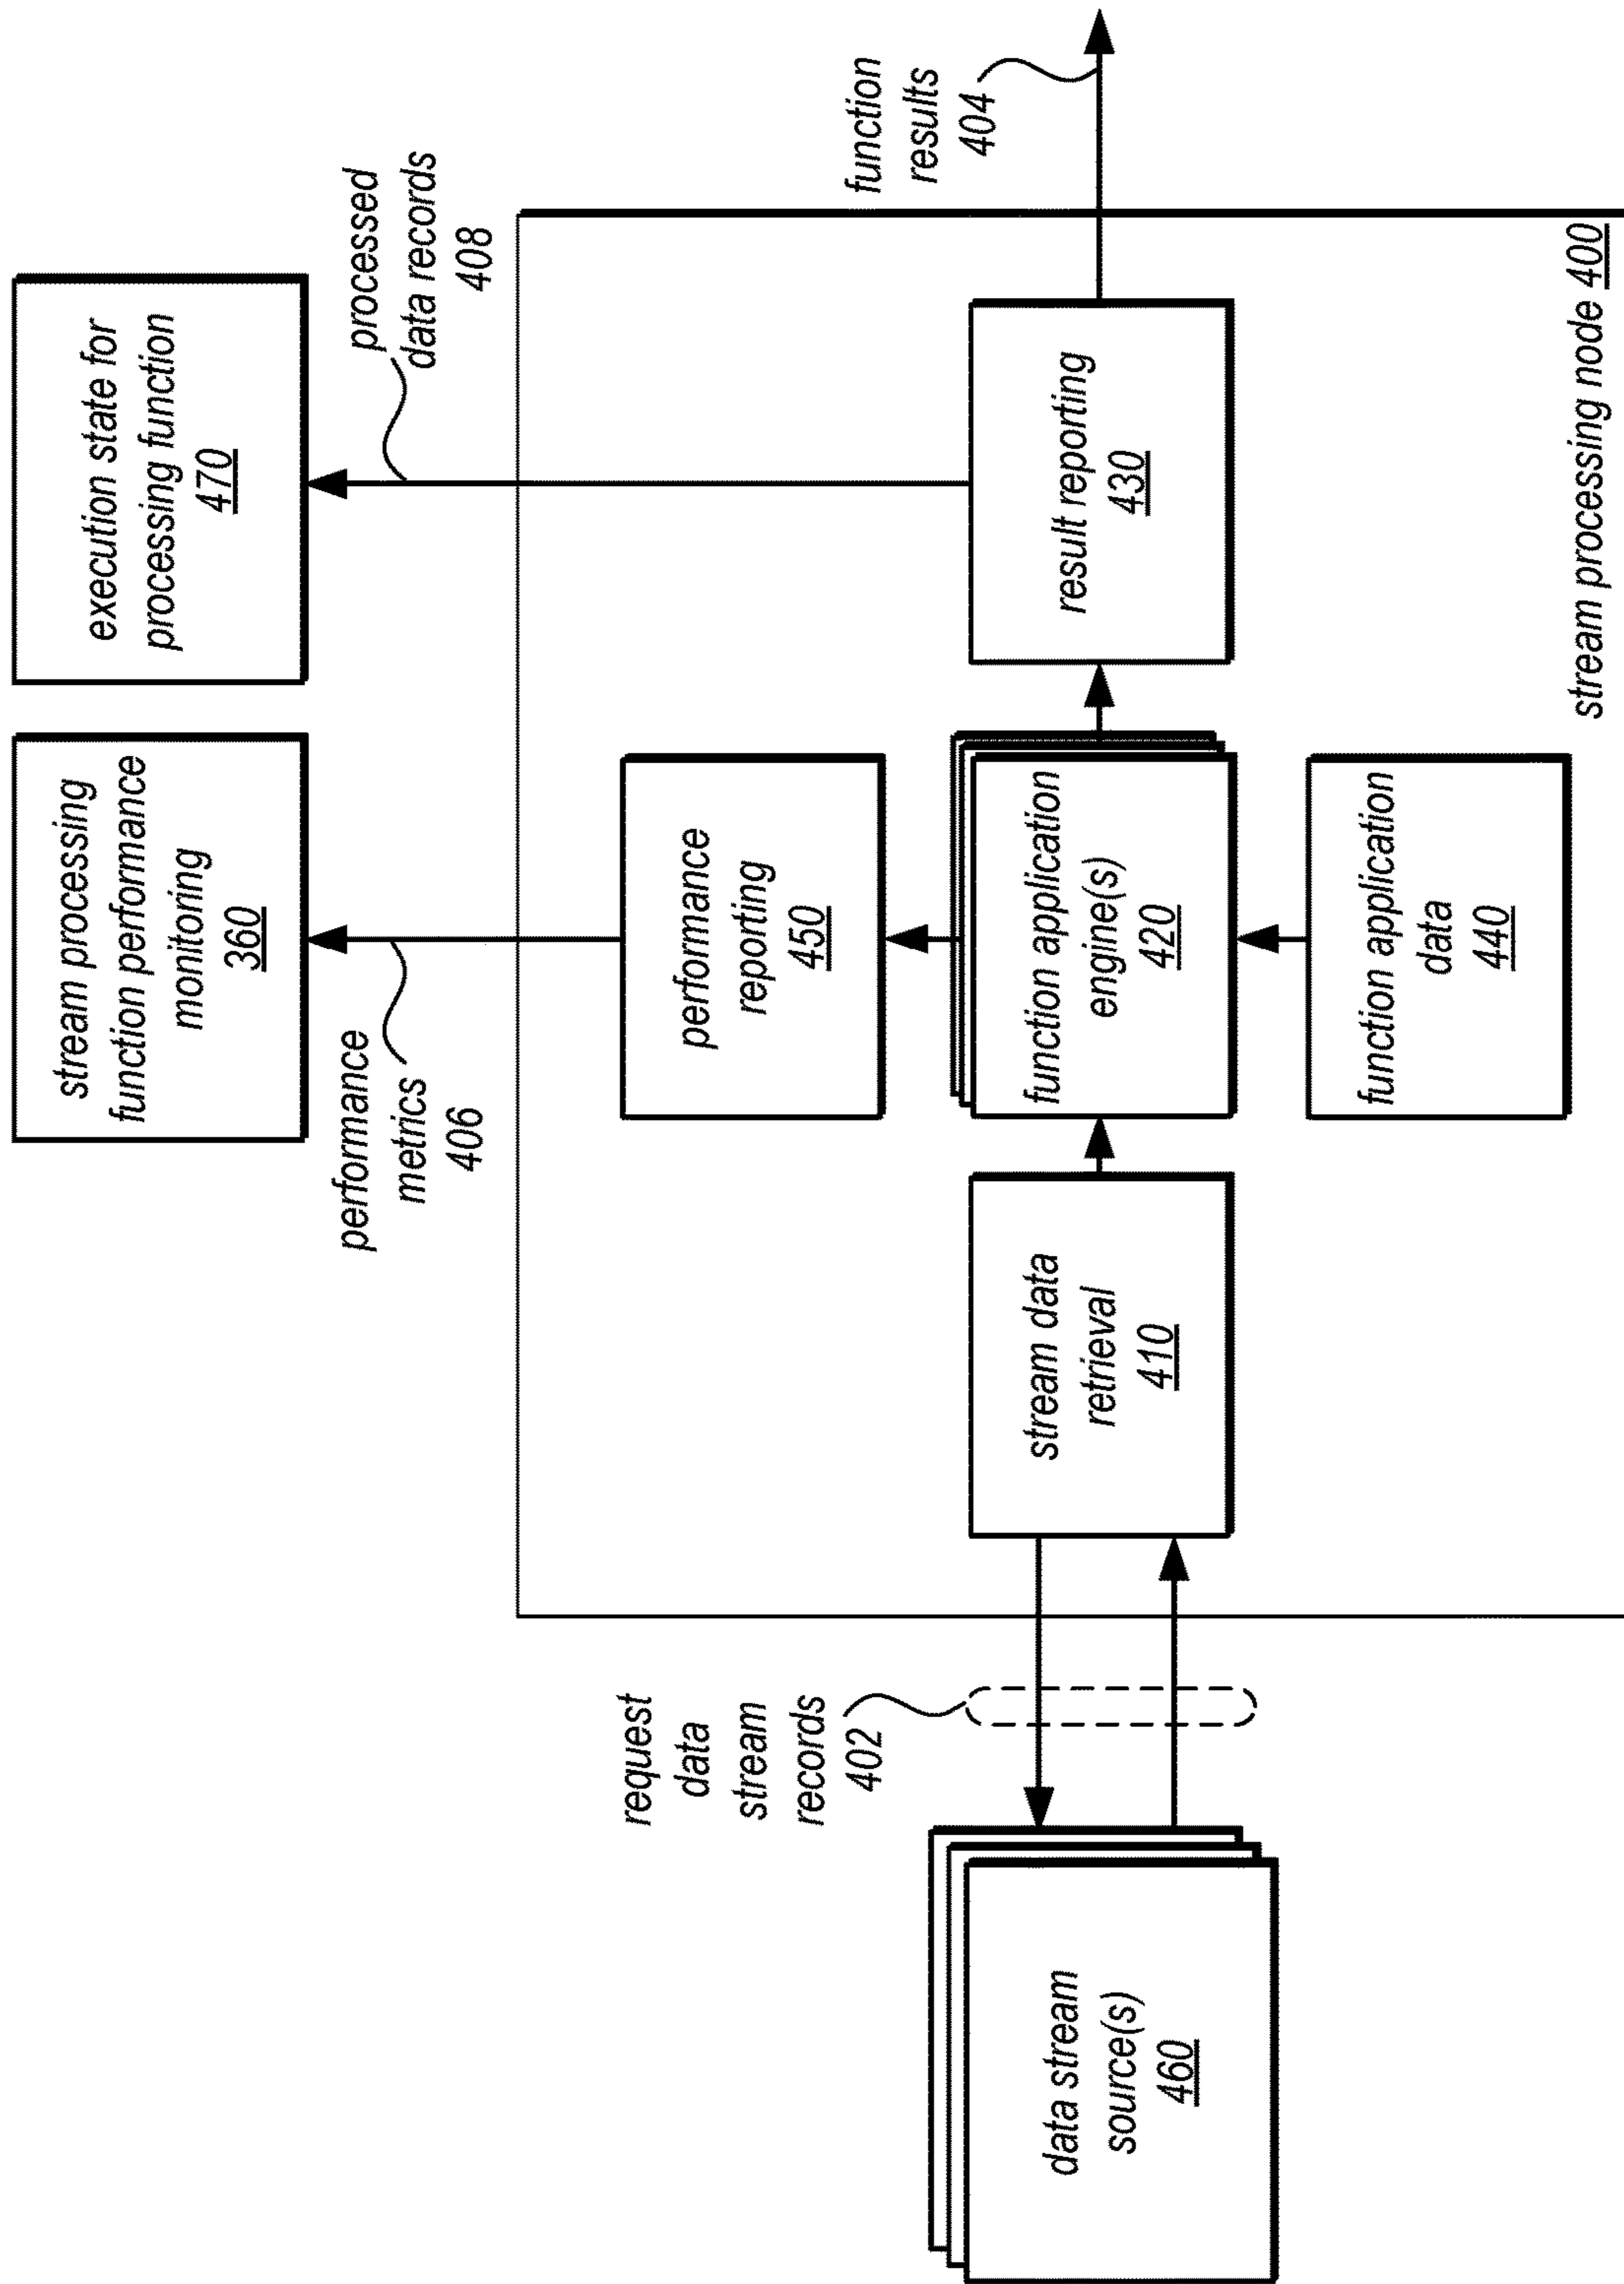 stream processing
function performance
monitoring
360
execution state for
processing function
470
performance
metrics
406
processed
data records
408
request
data
stream
records
402
function
results
404
data stream
source(s)
460
stream data
retrieval
410
performance
reporting
450
function application
engine(s)
420
function application
data
440
result reporting
430
stream processing node 400